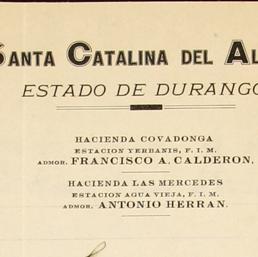 SANTA CATALINA DEL AL
ESTADO DE DURANGO
HACIENDA COVADONGA
ESTACION YERBANIS, F. I. M.
ADMOR. FRANCISCO A. CALDERON,
HACIENDA LAS MERCEDES
ESTACION AGUA VIEJA, F. I. M.
ADMOR. ANTONIO HERRAN.